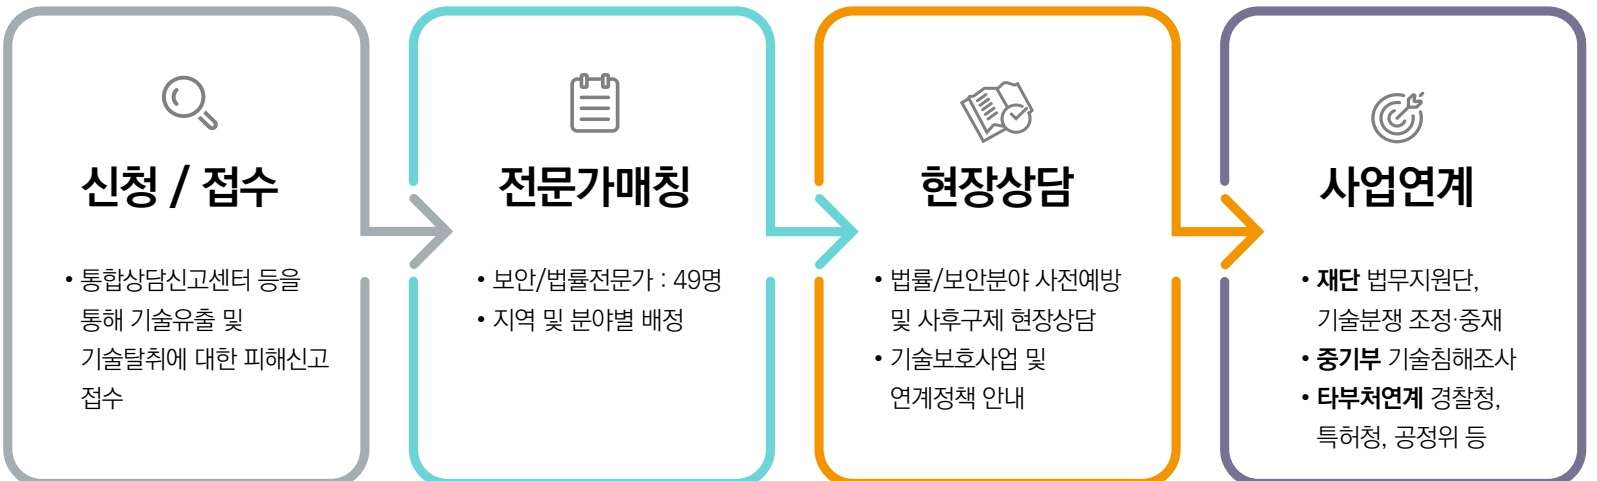 신청 / 접수
• 통합상담신고센터 등을
통해 기술유출 및
기술탈취에 대한 피해신고
접수
전문가매칭
• 보안/법률전문가 : 49명
• 지역 및 분야별 배정
현장상담
• 법률/보안분야 사전예방
및 사후구제 현장상담
• 기술보호사업 및
연계정책 안내
사업연계
• 재단 법무지원단,
기술분쟁 조정·중재
• 중기부 기술침해조사
• 타부처연계 경찰청,
특허청, 공정위 등